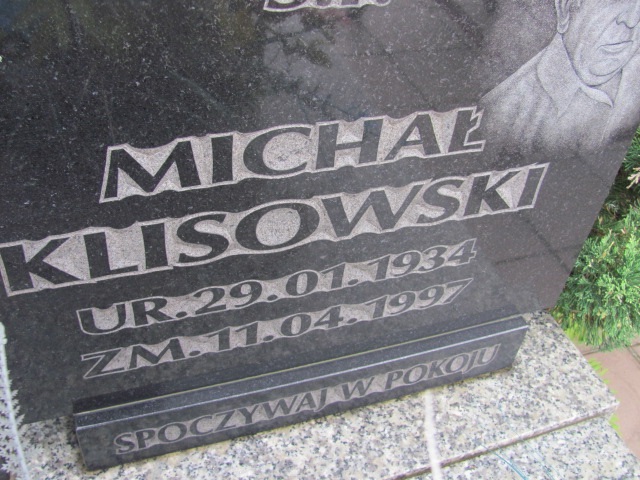 Ś.P.
MICHAŁ
KLISOWSKI
UR.29.01.1934
ZM.11.04.1997
SPOCZYWAJ W POKOJU